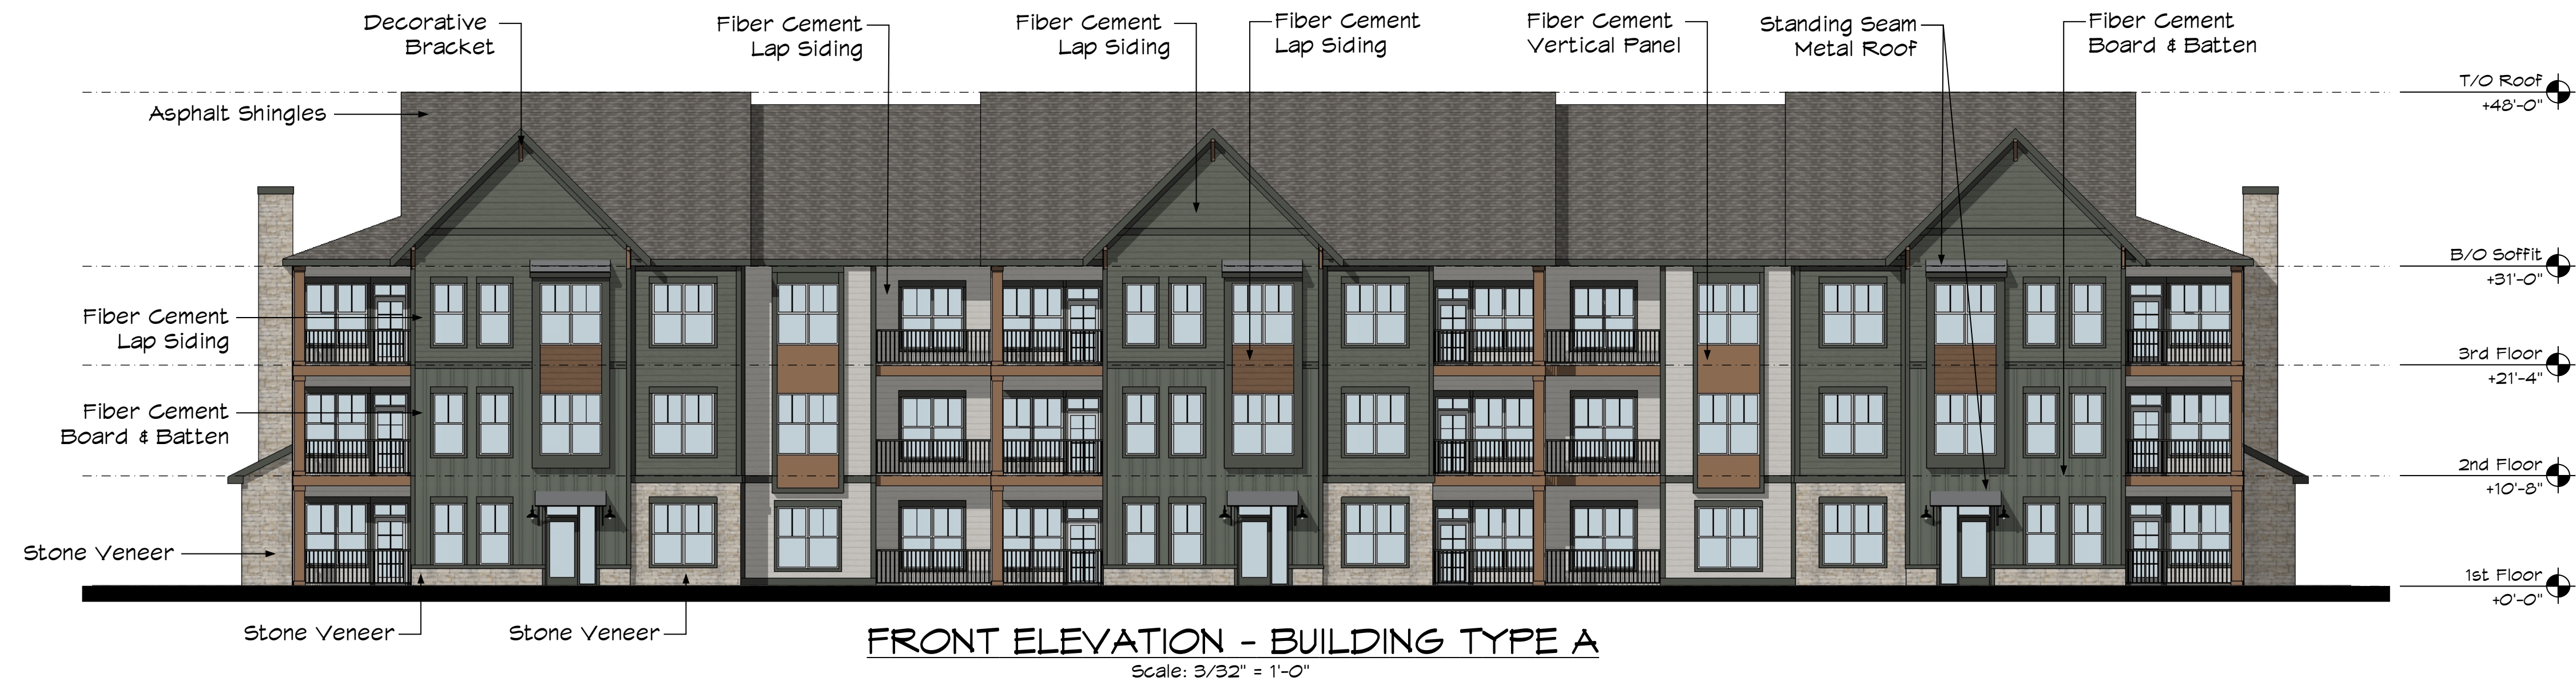 Decorative
Bracket
Fiber Cement
Lap Siding
Fiber Cement
Lap Siding
Fiber Cement
Lap Siding
Fiber Cement
Vertical Panel
Standing Seam
Metal Roof
Fiber Cement
Board & Batten
Asphalt Shingles
T/O Roof
+48'-0"
B/O Soffit
+31'-0"
Fiber Cement
Lap Siding
3rd Floor
+21'-4"
Fiber Cement
Board & Batten
2nd Floor
+10'-8"
Stone Veneer
1st Floor
+0'-0"
Stone Veneer
Stone Veneer
FRONT ELEVATION - BUILDING TYPE A
Scale: 3/32" = 1'-0"